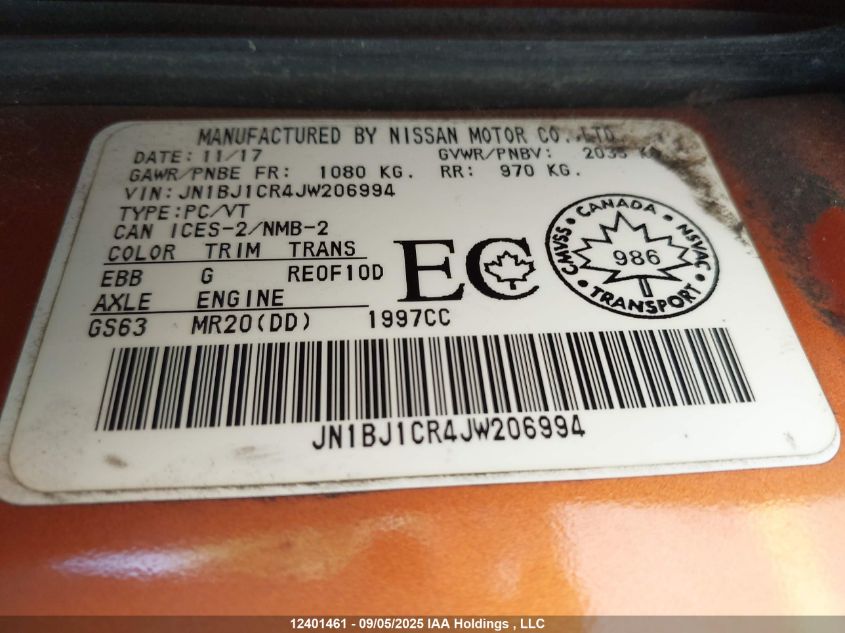 MANUFACTURED BY NISSAN MOTOR CO.,LTD.
DATE: 11/17 GVWR/PNBV: 2035
GAWR/PNBE FR: 1080 KG. RR: 970 KG.
VIN: JN1BJ1CR4JW206994
TYPE:PC/VT
CAN ICES-2/NMB-2
COLOR TRIM TRANS
EBB G RE0F10D
AXLE ENGINE
GS63 MR20(DD) 1997CC
EC
CANADA
CMVSS 986 NSVAC
TRANSPORT
JN1BJ1CR4JW206994
12401461 - 09/05/2025 IAA Holdings , LLC